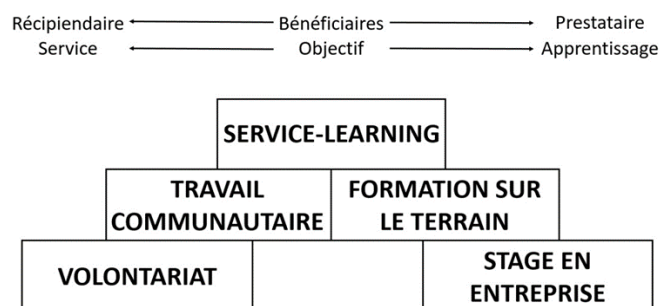 Récipiendaire Bénéficiaires Prestataire
Service Objectif Apprentissage
SERVICE-LEARNING
TRAVAIL
COMMUNAUTAIRE
FORMATION SUR
LE TERRAIN
VOLONTARIAT
STAGE EN
ENTREPRISE